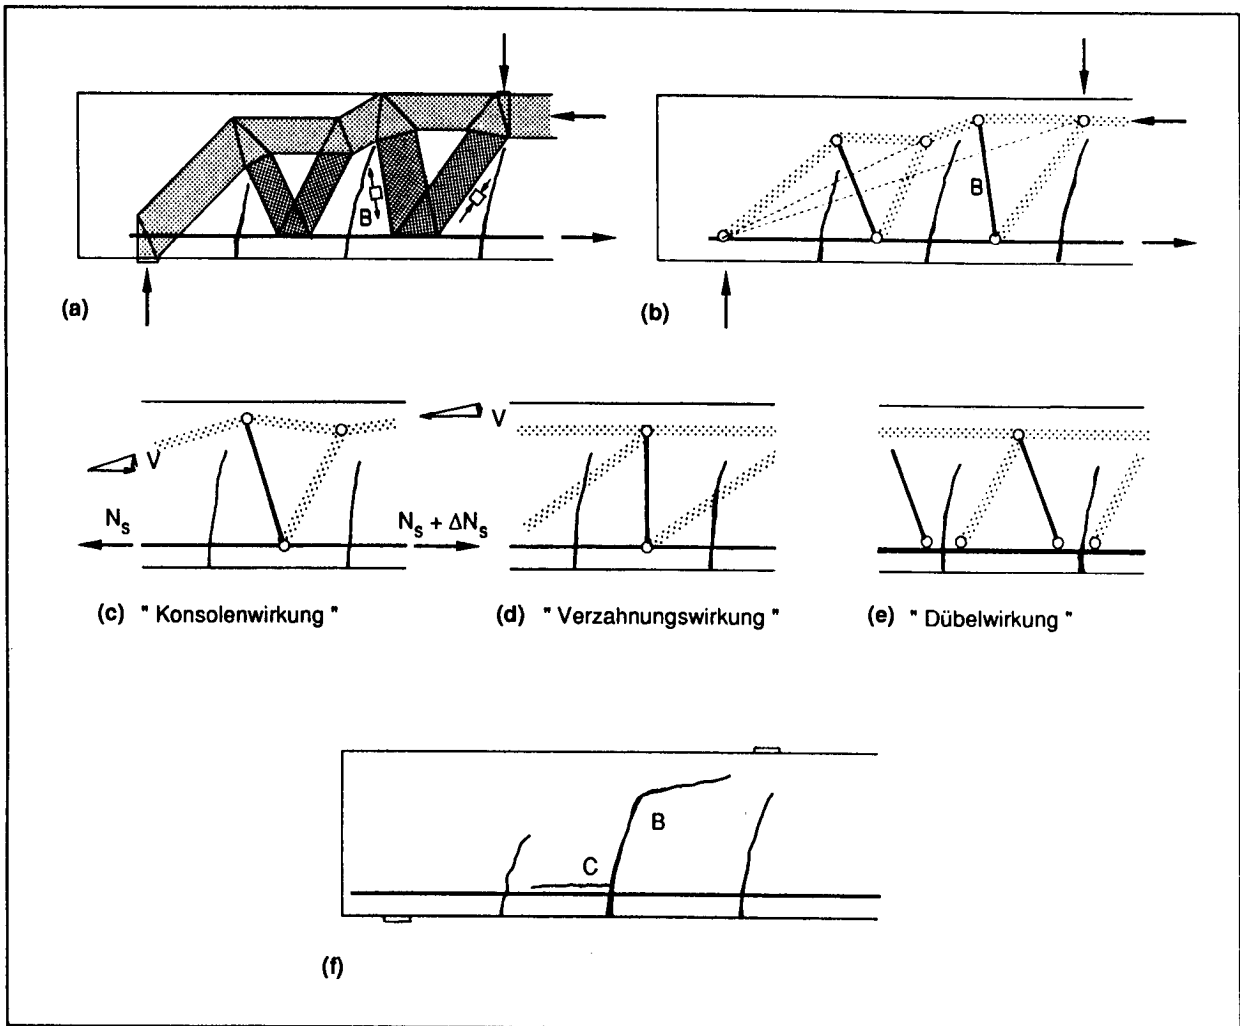 B
(a)
B
(b)
V
N_s
N_s + ΔN_s
(c) " Konsolenwirkung "
V
(d) " Verzahnungswirkung "
(e) " Dübelwirkung "
B
C
(f)